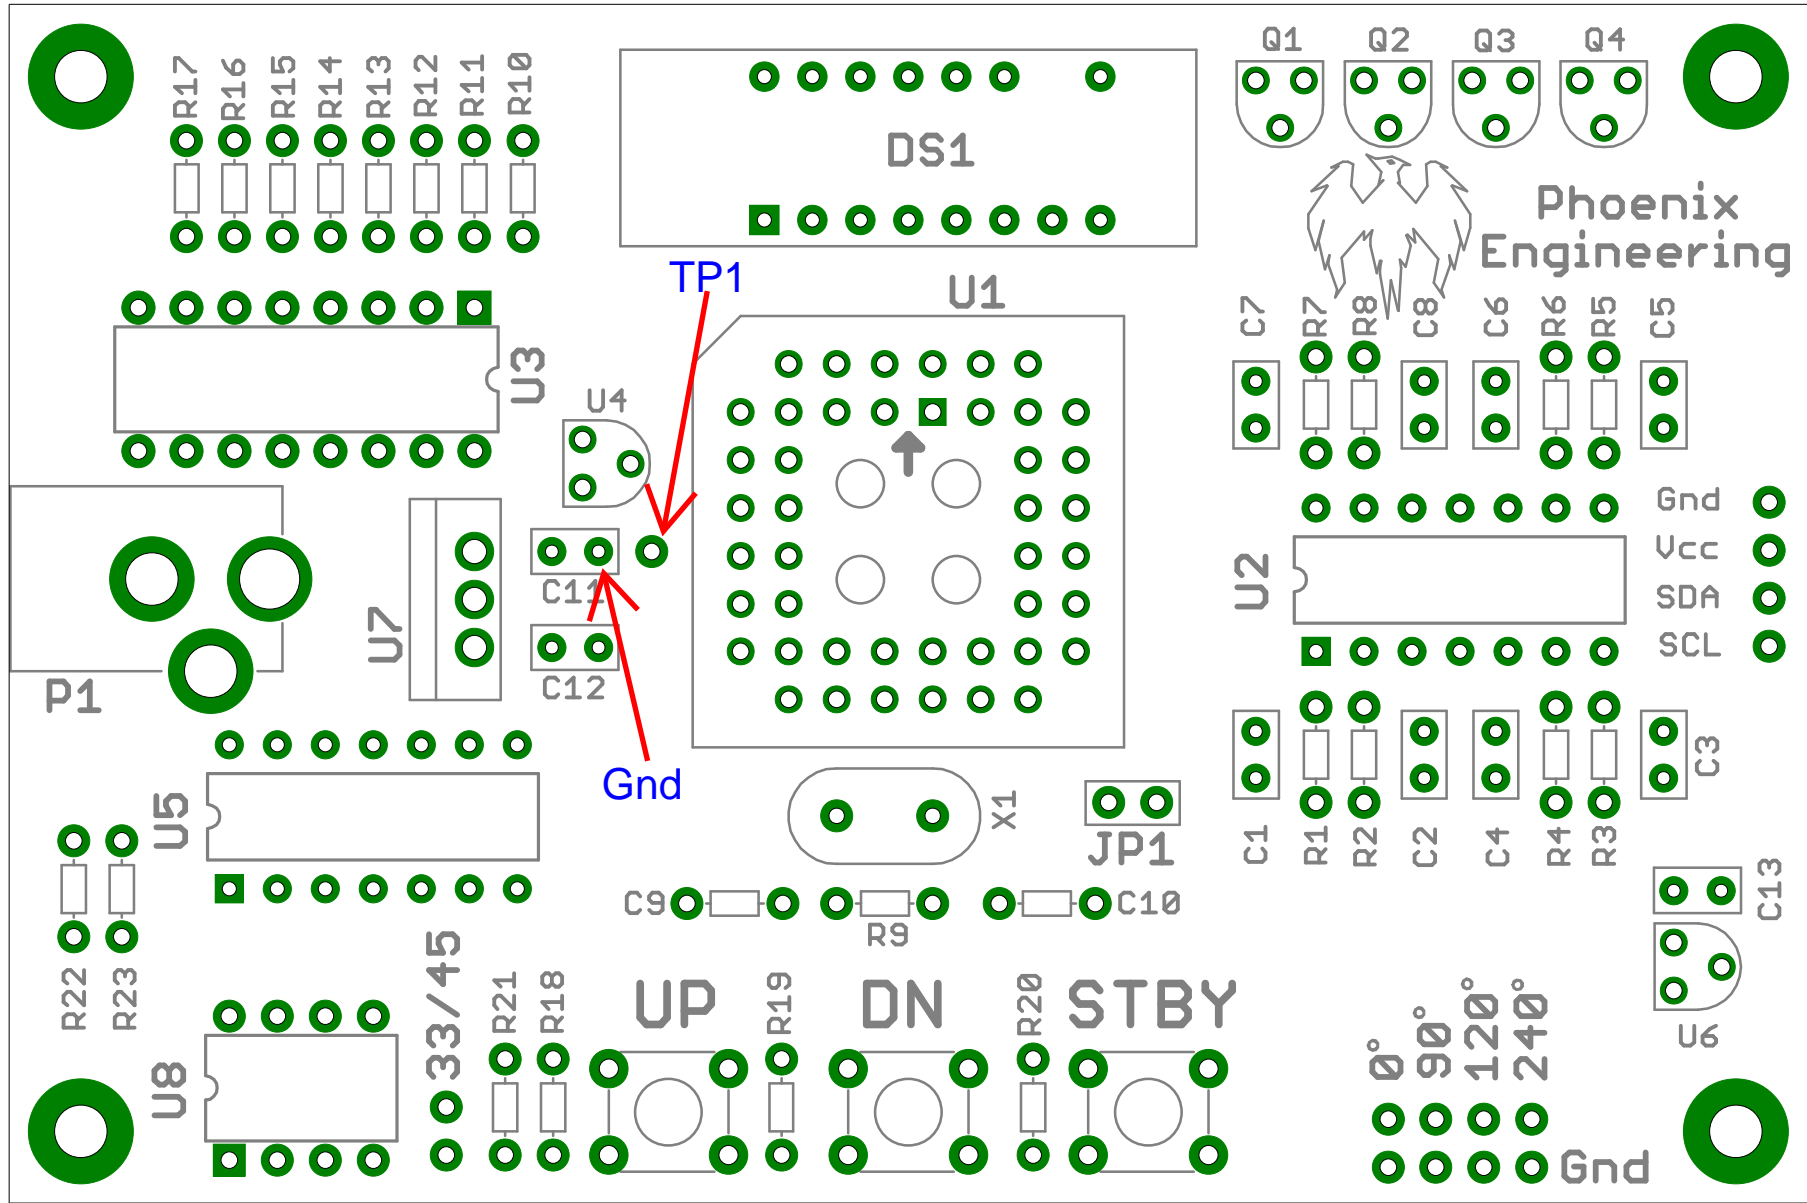 R17
R16
R15
R14
R13
R12
R11
R10
DS1
Q1
Q2
Q3
Q4
Phoenix
Engineering
TP1
U1
U3
U4
C7
R7
R8
C8
C6
R6
R5
C5
Gnd
Vcc
SDA
SCL
U2
C11
U7
C12
P1
Gnd
U5
X1
JP1
C1
R1
R2
C2
C4
R4
R3
C3
C9
R9
C10
C13
U6
R22
R23
33/45
R21
R18
UP
R19
DN
R20
STBY
U8
0°
90°
120°
240°
Gnd